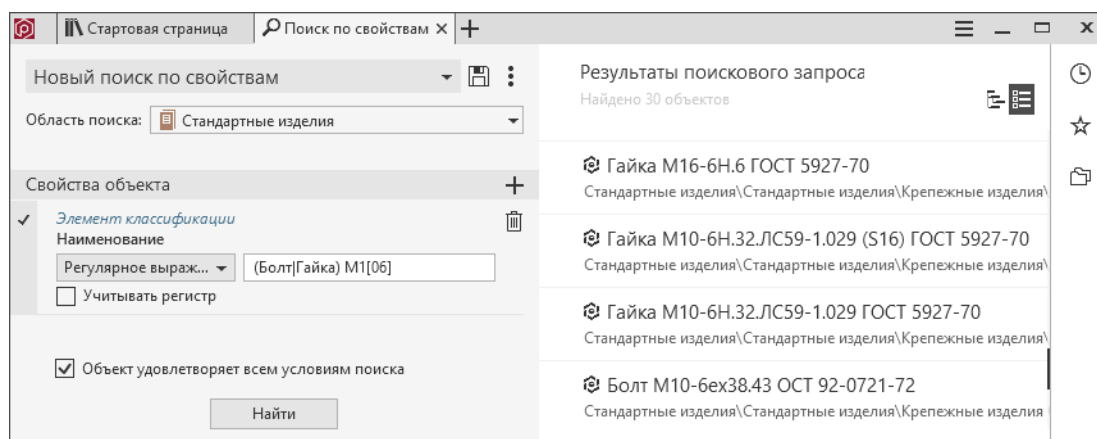 Стартовая страница
Поиск по свойствам
Новый поиск по свойствам
Область поиска: Стандартные изделия
Свойства объекта
Элемент классификации
Наименование
Регулярное выраж... (Болт|Гайка) М1[06]
Учитывать регистр
Объект удовлетворяет всем условиям поиска
Найти
Результаты поискового запроса
Найдено 30 объектов
Гайка М16-6Н.6 ГОСТ 5927-70
Стандартные изделия\Стандартные изделия\Крепежные изделия\
Гайка М10-6Н.32.ЛС59-1.029 (S16) ГОСТ 5927-70
Стандартные изделия\Стандартные изделия\Крепежные изделия\
Гайка М10-6Н.32.ЛС59-1.029 ГОСТ 5927-70
Стандартные изделия\Стандартные изделия\Крепежные изделия\
Болт М10-6ех38.43 ОСТ 92-0721-72
Стандартные изделия\Стандартные изделия\Крепежные изделия